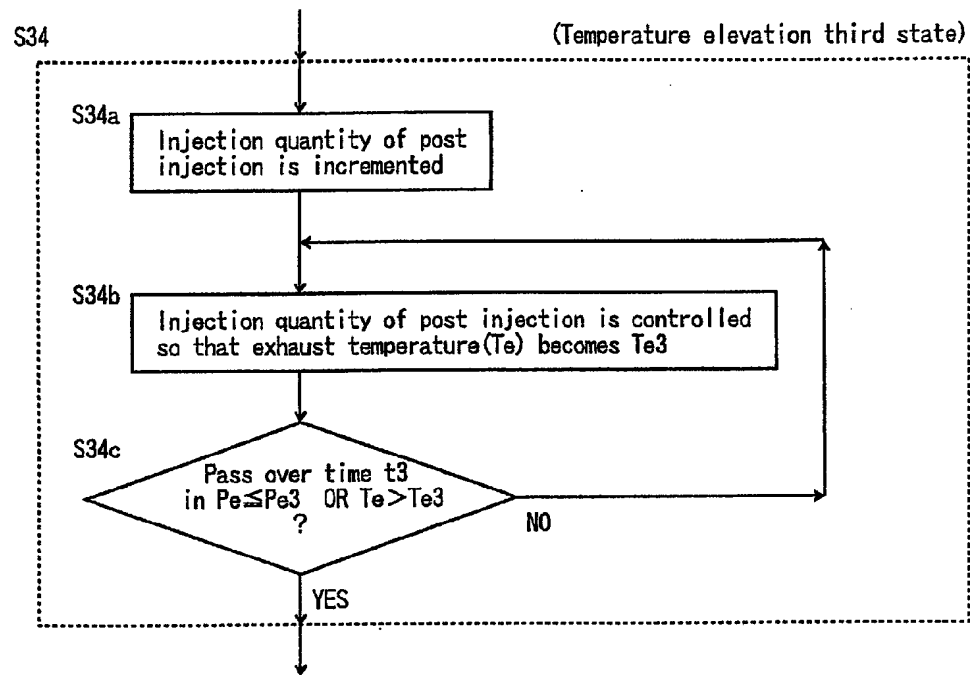 S34
(Temperature elevation third state)
S34a
Injection quantity of post
injection is incremented
S34b
Injection quantity of post injection is controlled
so that exhaust temperature(Te) becomes Te3
S34c
Pass over time t3
in Pe≦Pe3 OR Te>Te3
?
NO
YES